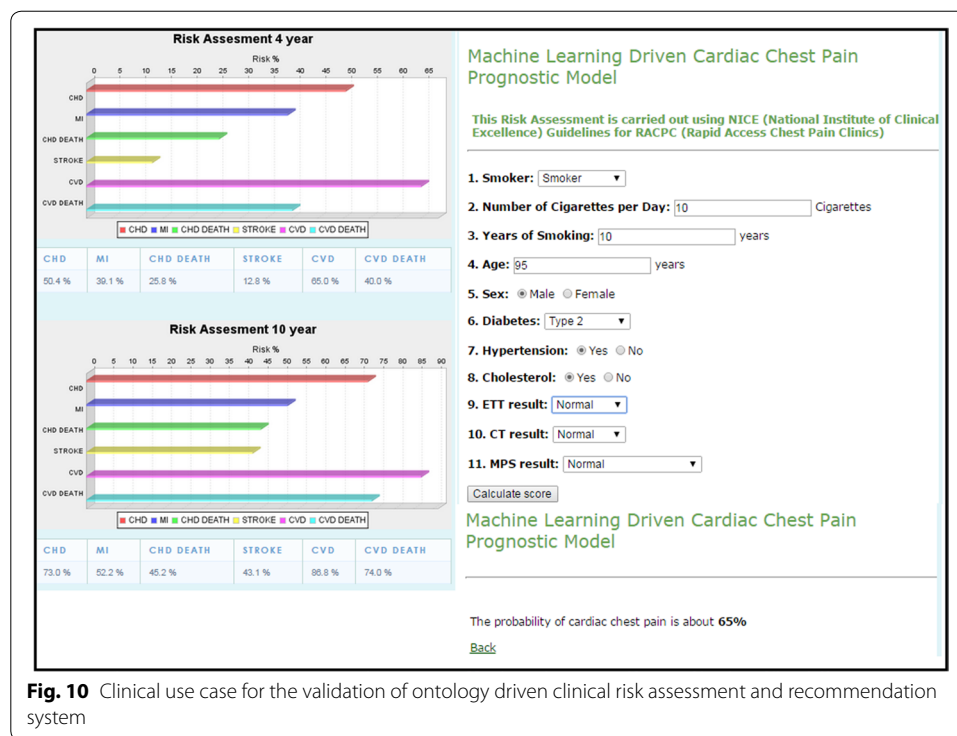 Risk Assesment 4 year
Risk %
0 5 10 15 20 25 30 35 40 45 50 55 60 65
CHD
MI
CHD DEATH
STROKE
CVD
CVD DEATH
CHD MI CHD DEATH STROKE CVD CVD DEATH
CHD MI CHD DEATH STROKE CVD CVD DEATH
50.4 % 39.1 % 25.8 % 12.8 % 65.0 % 40.0 %
Risk Assesment 10 year
Risk %
0 5 10 15 20 25 30 35 40 45 50 55 60 65 70 75 80 85 90
CHD
MI
CHD DEATH
STROKE
CVD
CVD DEATH
CHD MI CHD DEATH STROKE CVD CVD DEATH
CHD MI CHD DEATH STROKE CVD CVD DEATH
73.0 % 52.2 % 45.2 % 43.1 % 86.8 % 74.0 %
Machine Learning Driven Cardiac Chest Pain
Prognostic Model
This Risk Assessment is carried out using NICE (National Institute of Clinical
Excellence) Guidelines for RACPC (Rapid Access Chest Pain Clinics)
1. Smoker: Smoker
2. Number of Cigarettes per Day: 10 Cigarettes
3. Years of Smoking: 10 years
4. Age: 95 years
5. Sex: Male Female
6. Diabetes: Type 2
7. Hypertension: Yes No
8. Cholesterol: Yes No
9. ETT result: Normal
10. CT result: Normal
11. MPS result: Normal
Calculate score
Machine Learning Driven Cardiac Chest Pain
Prognostic Model
The probability of cardiac chest pain is about 65%
Back
Fig. 10 Clinical use case for the validation of ontology driven clinical risk assessment and recommendation
system